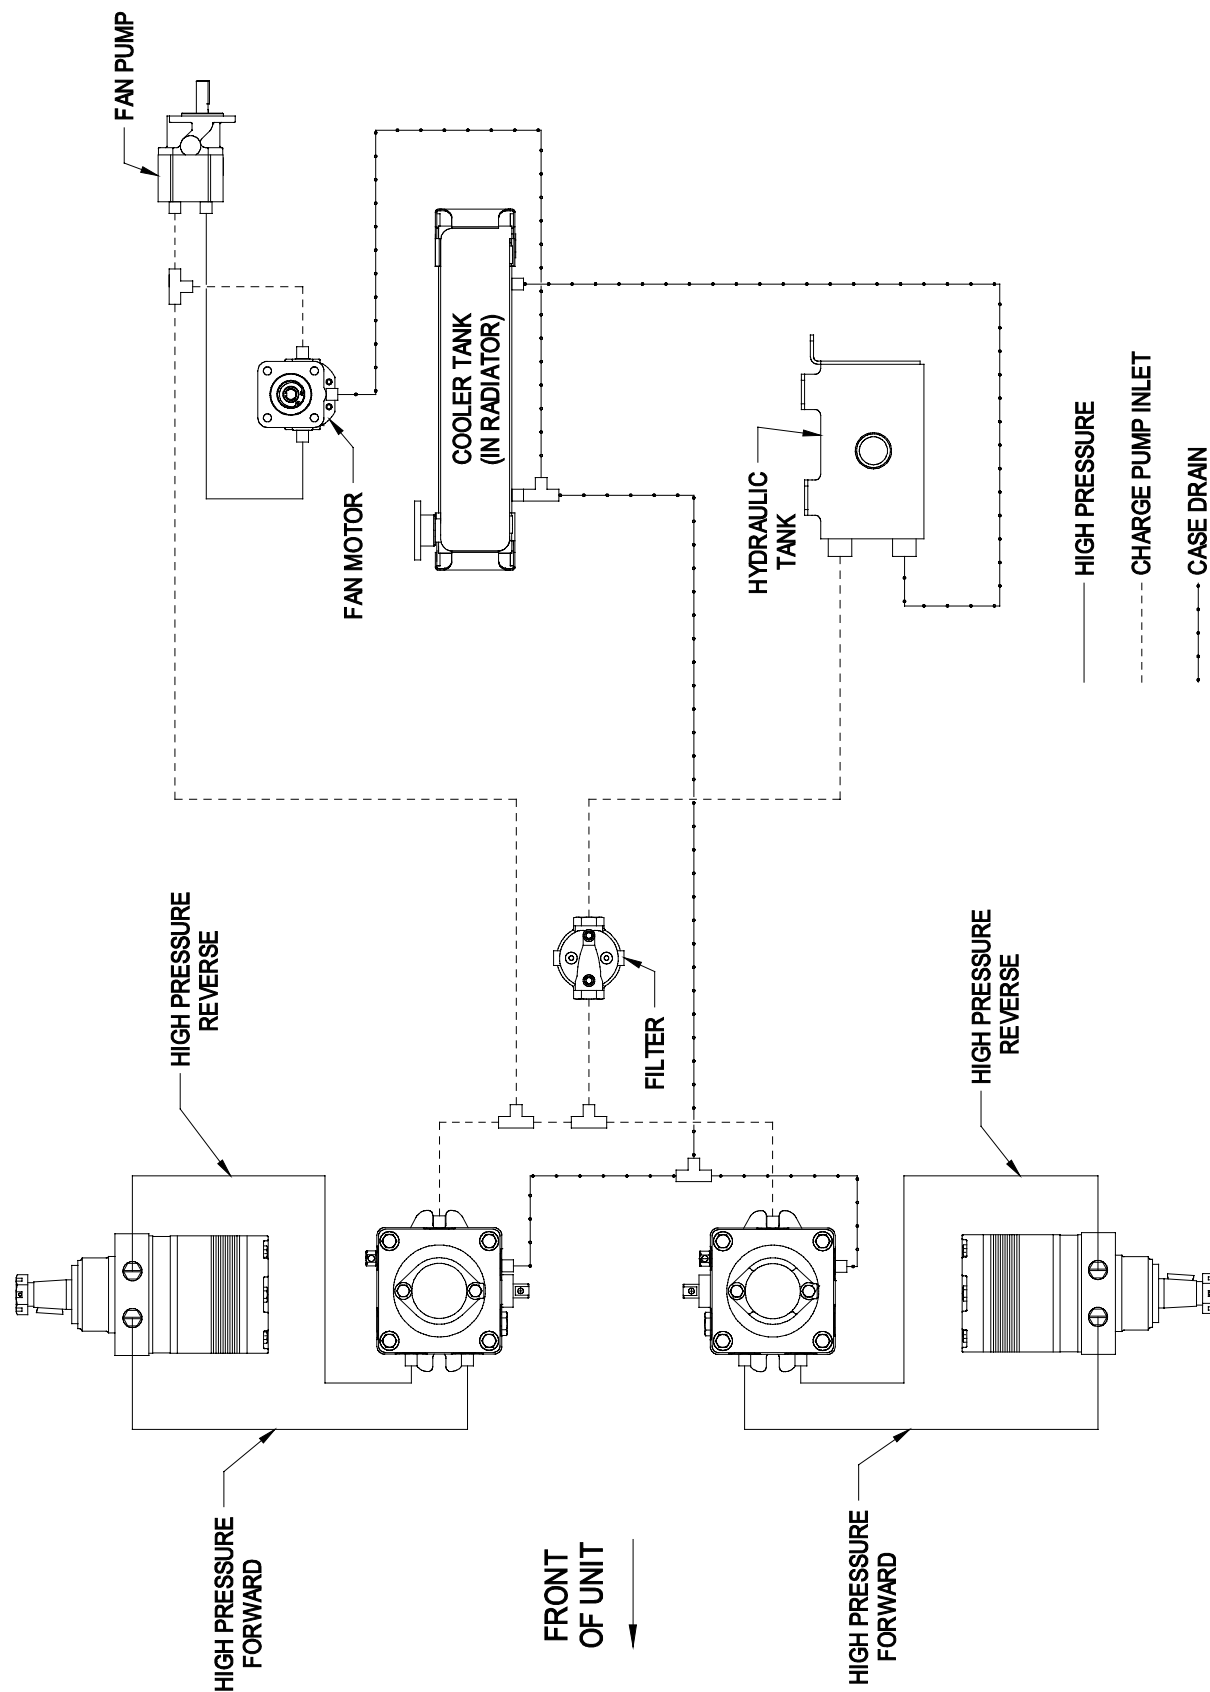 FAN PUMP
FAN MOTOR
COOLER TANK
(IN RADIATOR)
HYDRAULIC
TANK
HIGH PRESSURE
CHARGE PUMP INLET
CASE DRAIN
HIGH PRESSURE
REVERSE
FILTER
HIGH PRESSURE
REVERSE
HIGH PRESSURE
FORWARD
FRONT
OF UNIT
HIGH PRESSURE
FORWARD